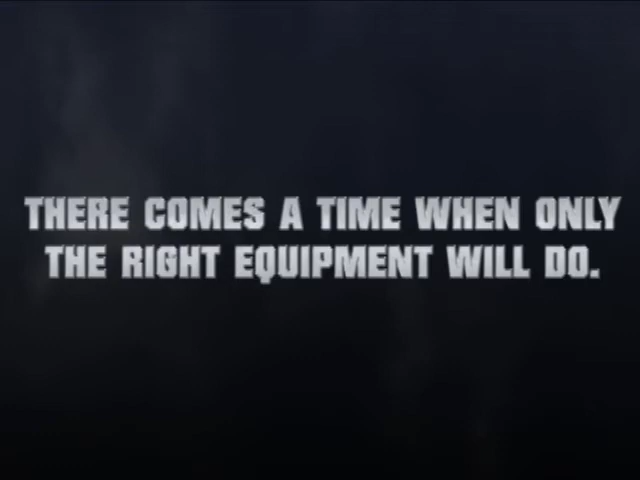 THERE COMES A TIME WHEN ONLY
THE RIGHT EQUIPMENT WILL DO.